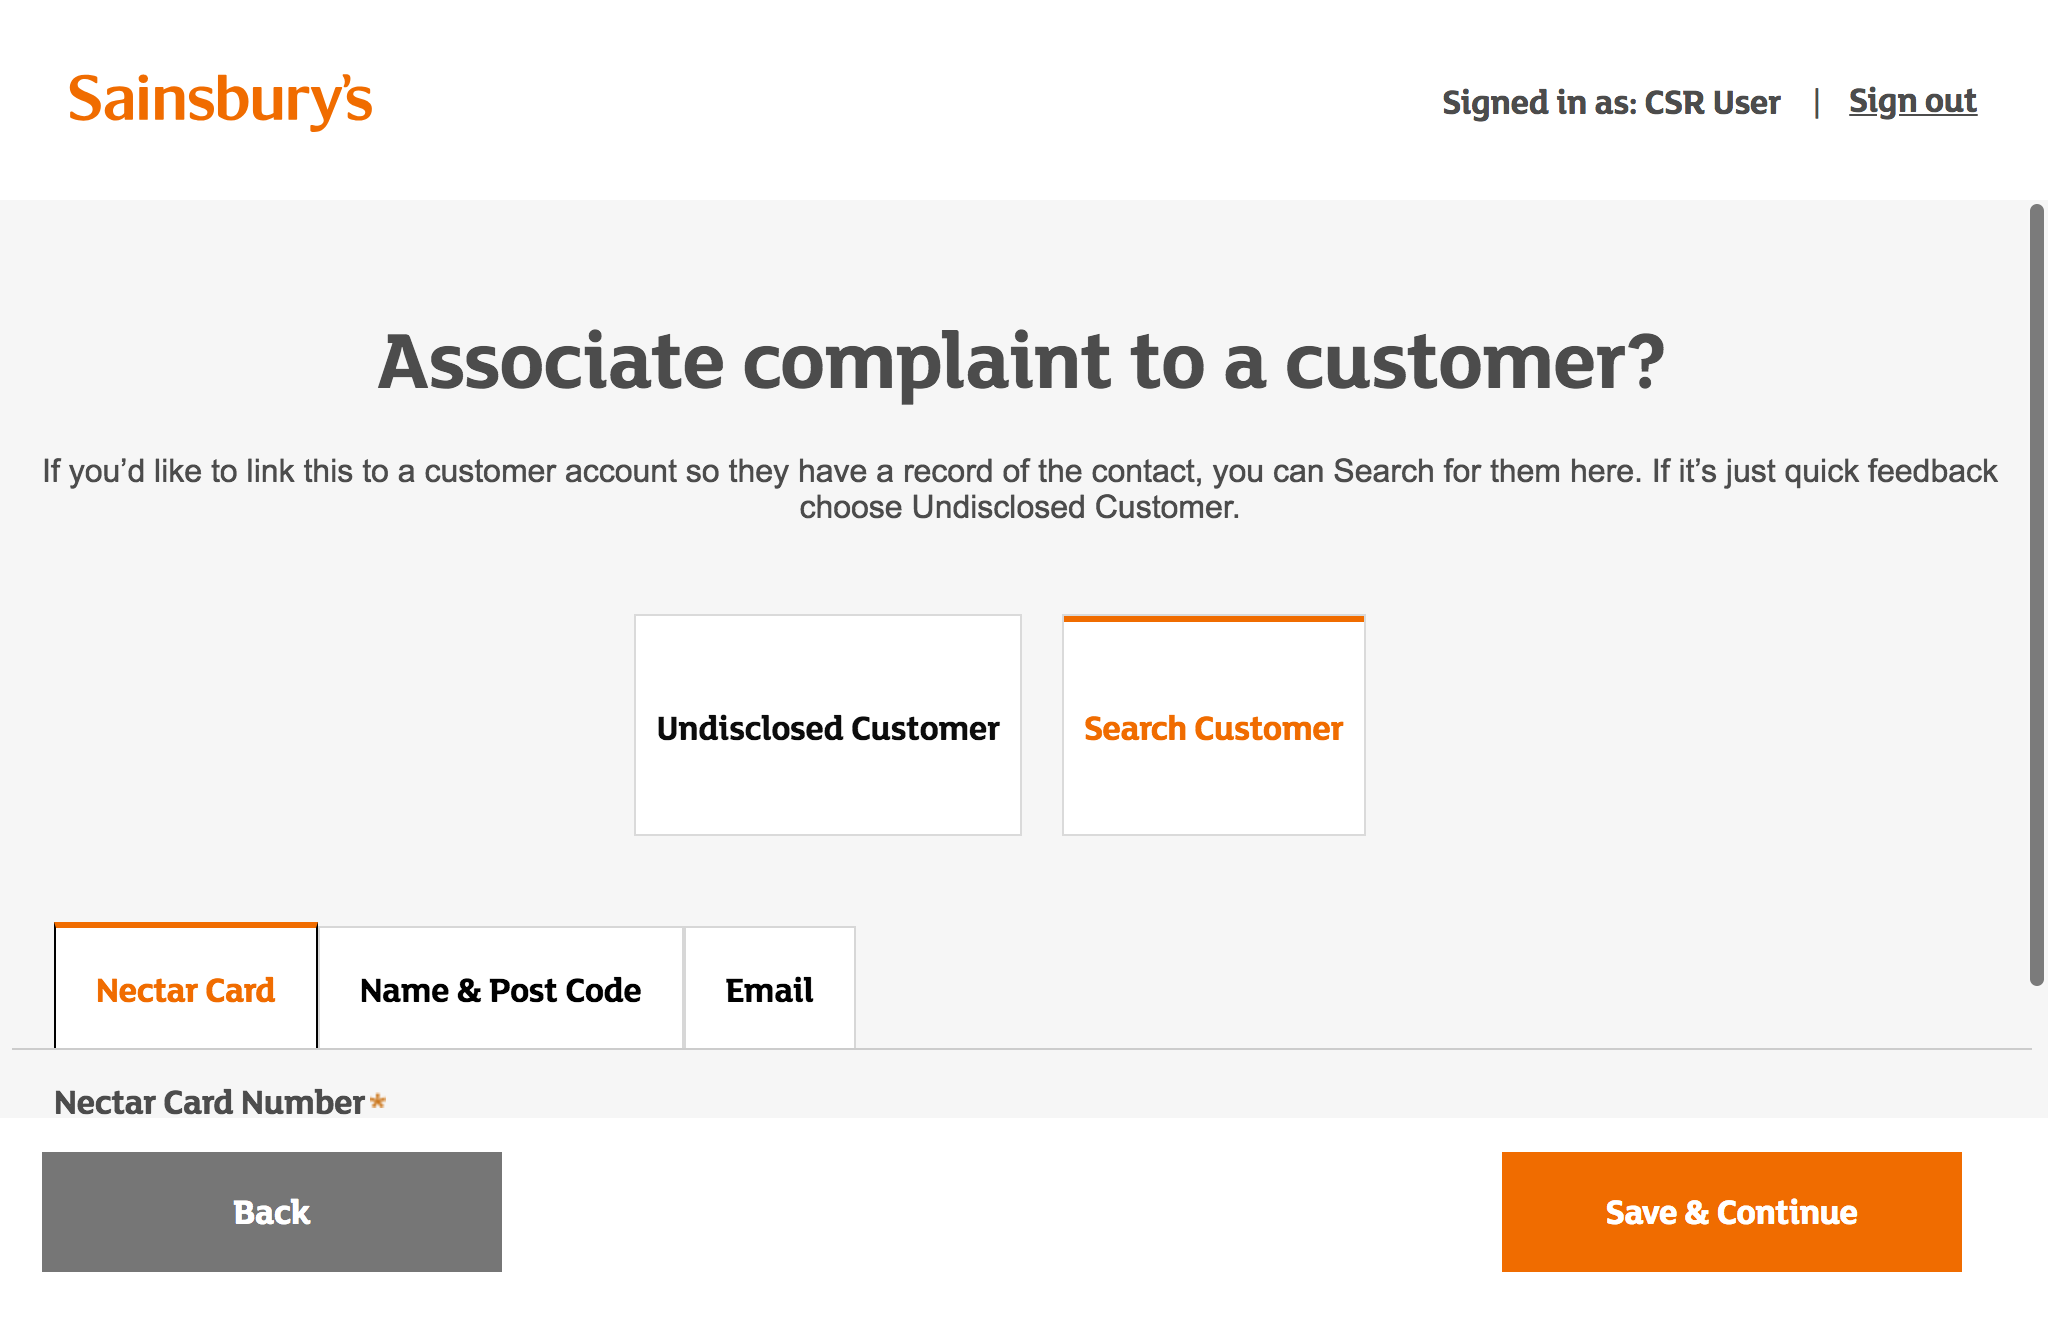 Sainsbury's
Signed in as: CSR User | Sign out
Associate complaint to a customer?
If you’d like to link this to a customer account so they have a record of the contact, you can Search for them here. If it’s just quick feedback
choose Undisclosed Customer.
Undisclosed Customer
Search Customer
Nectar Card
Name & Post Code
Email
Nectar Card Number*
Back
Save & Continue